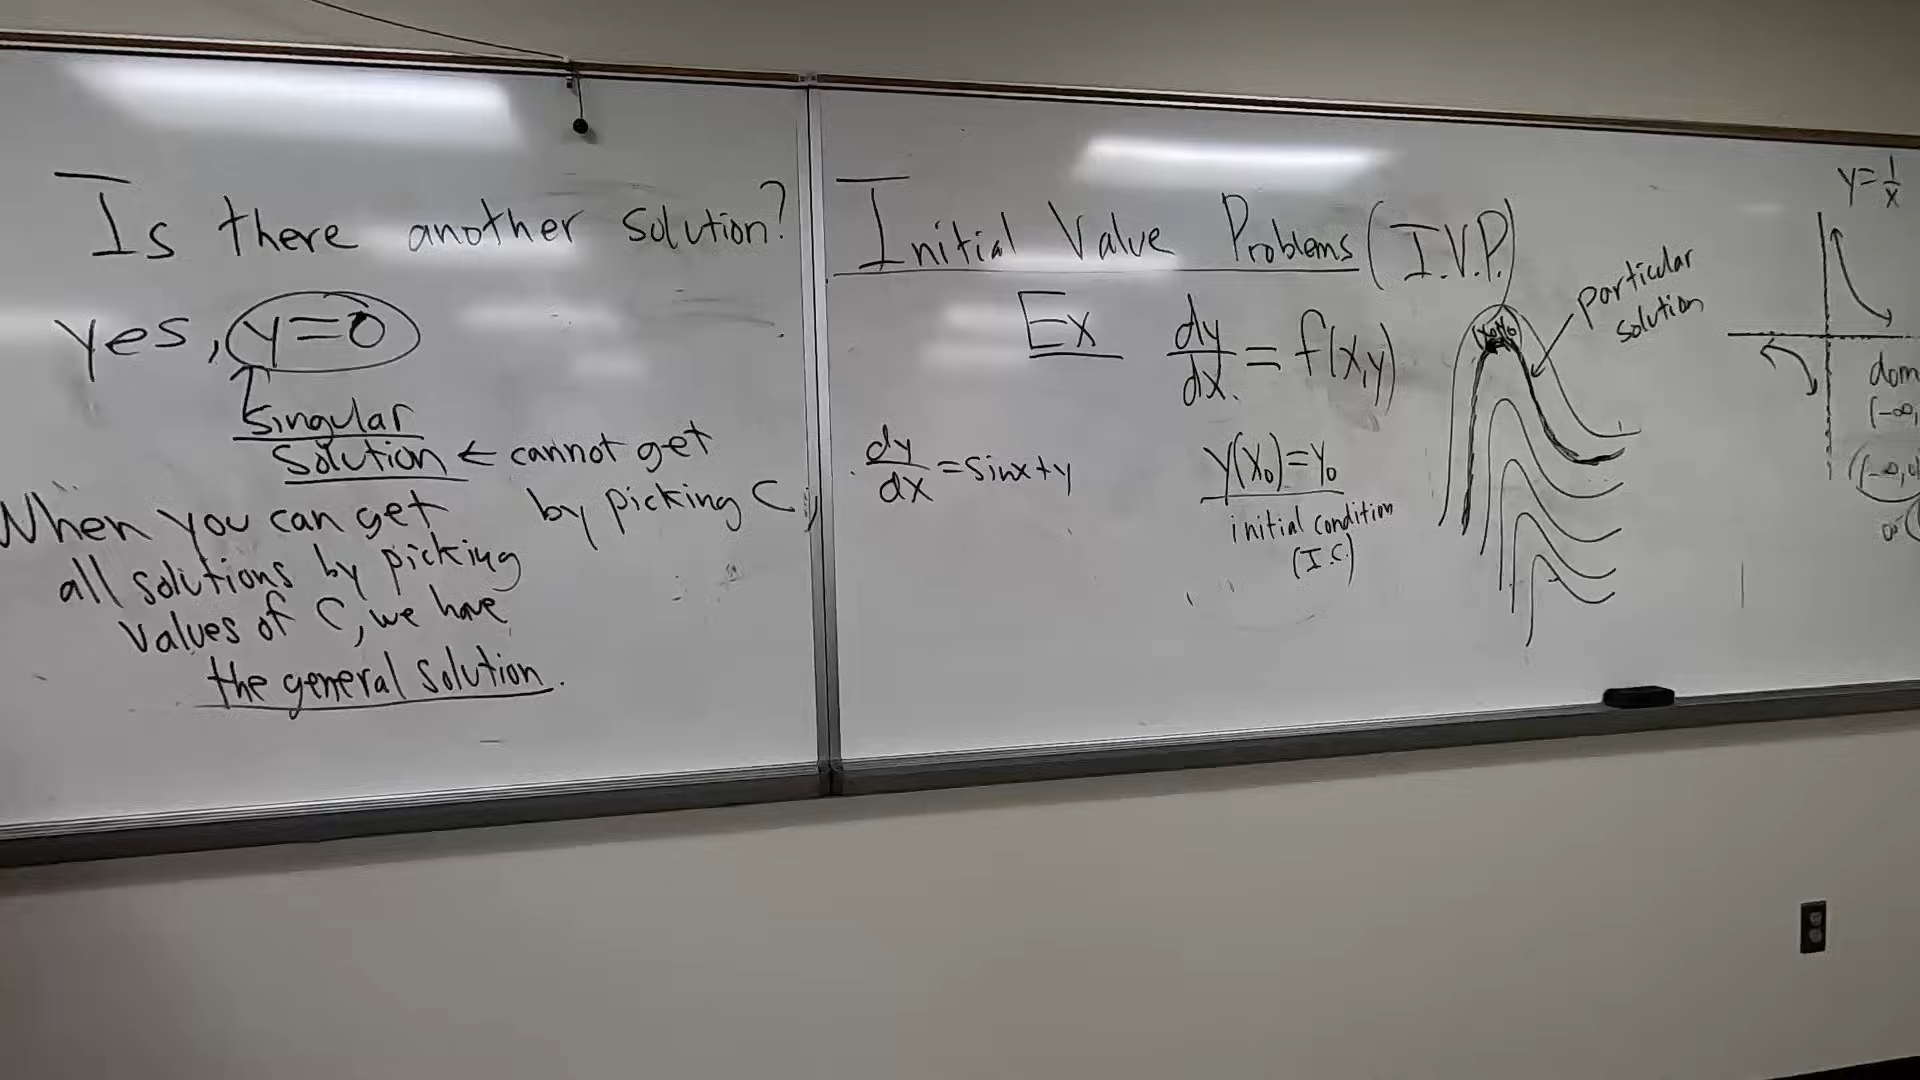 Is there another solution?
yes, y=0
Singular
Solution ← cannot get
by picking C,
When you can get
all solutions by picking
values of C, we have
the general solution.
Initial Value Problems (I.V.P.)
Ex dy/dx = f(x,y)
dy/dx = sinx+y
y(x₀)=y₀
initial condition
(I.C.)
(x₀,y₀)
particular
solution
y=1/x
dom
(-∞,
(-∞,0)